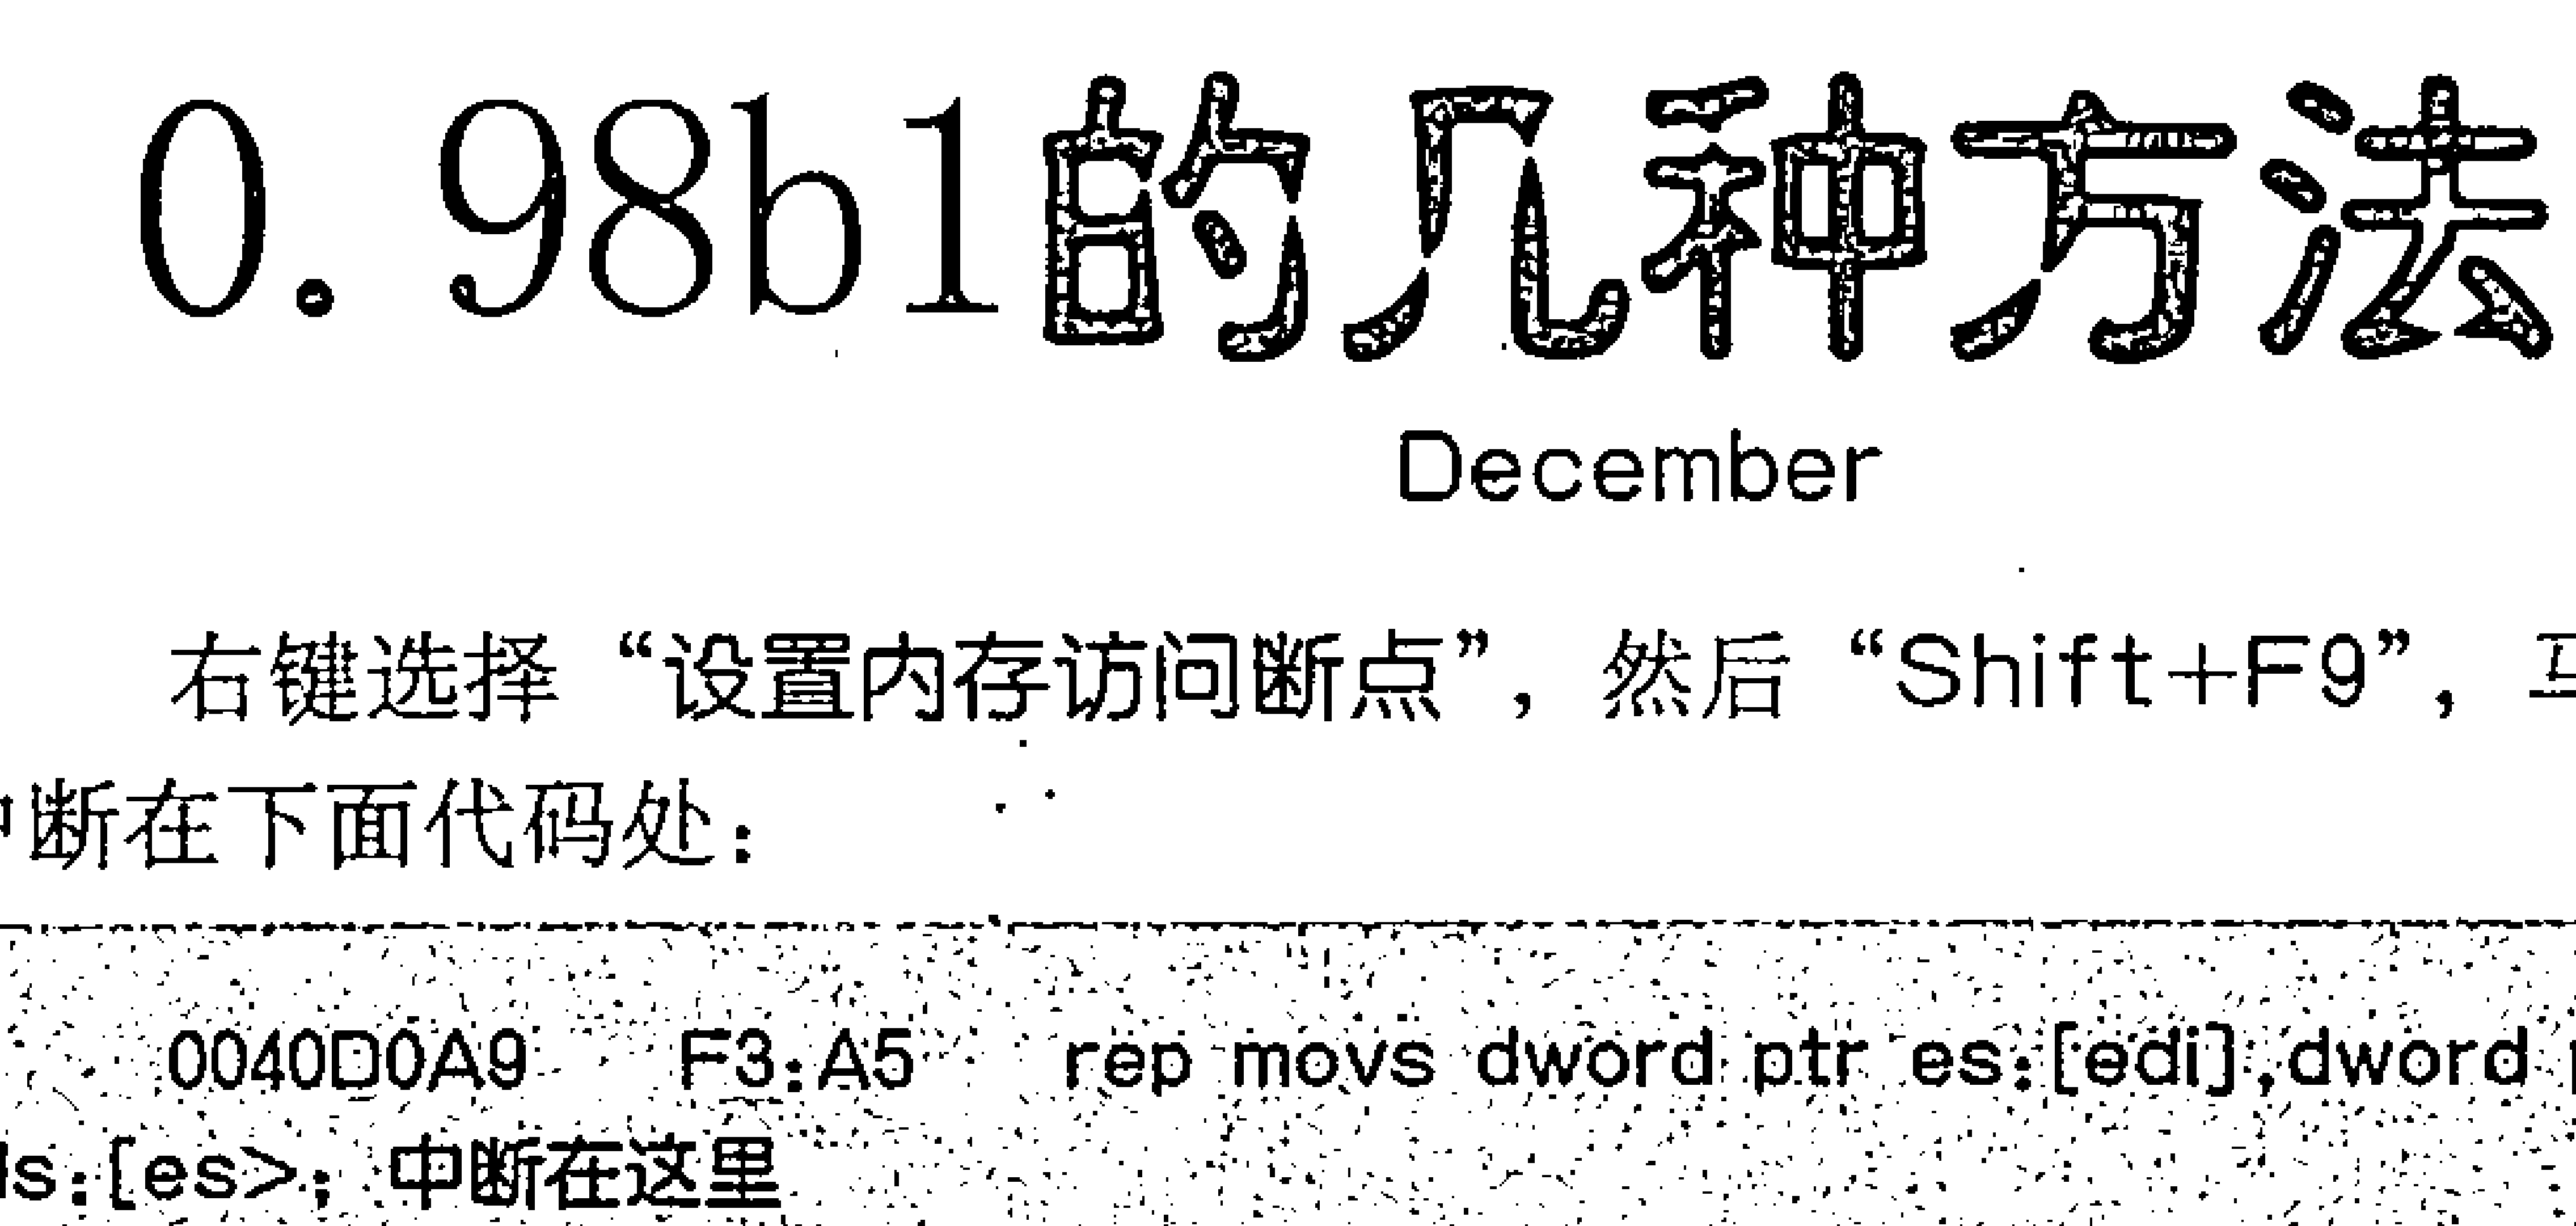 0.98b1的几种方法
December
右键选择“设置内存访问断点”，然后“Shift+F9”，
断在下面代码处：
0040D0A9 F3:A5 rep movs dword ptr es:[edi],dword
:[es>; 中断在这里